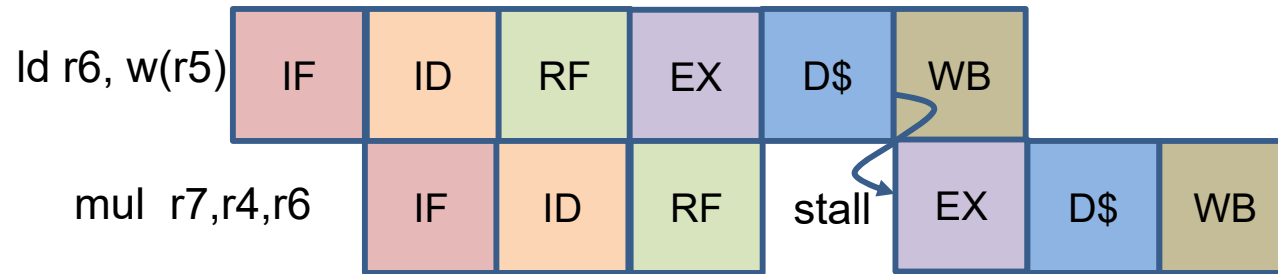 ld r6, w(r5) IF ID RF EX D$ WB
mul r7,r4,r6 IF ID RF stall EX D$ WB